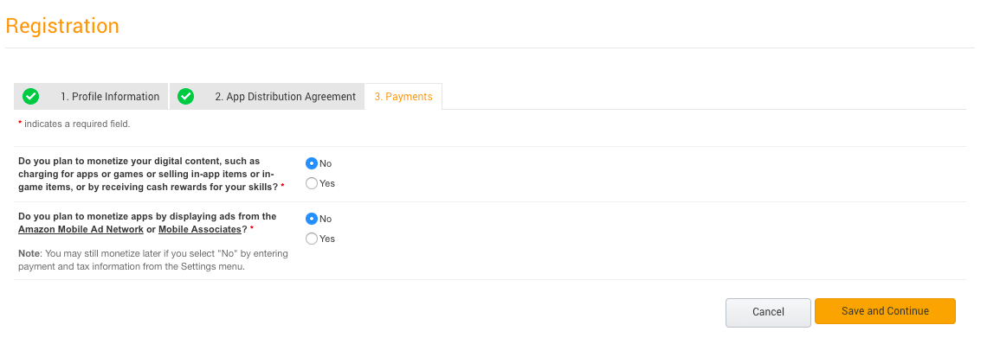 Registration
1. Profile Information
2. App Distribution Agreement
3. Payments
* indicates a required field.
Do you plan to monetize your digital content, such as
charging for apps or games or selling in-app items or in-
game items, or by receiving cash rewards for your skills? *
No
Yes
Do you plan to monetize apps by displaying ads from the
Amazon Mobile Ad Network or Mobile Associates? *
No
Yes
Note: You may still monetize later if you select "No" by entering
payment and tax information from the Settings menu.
Cancel
Save and Continue